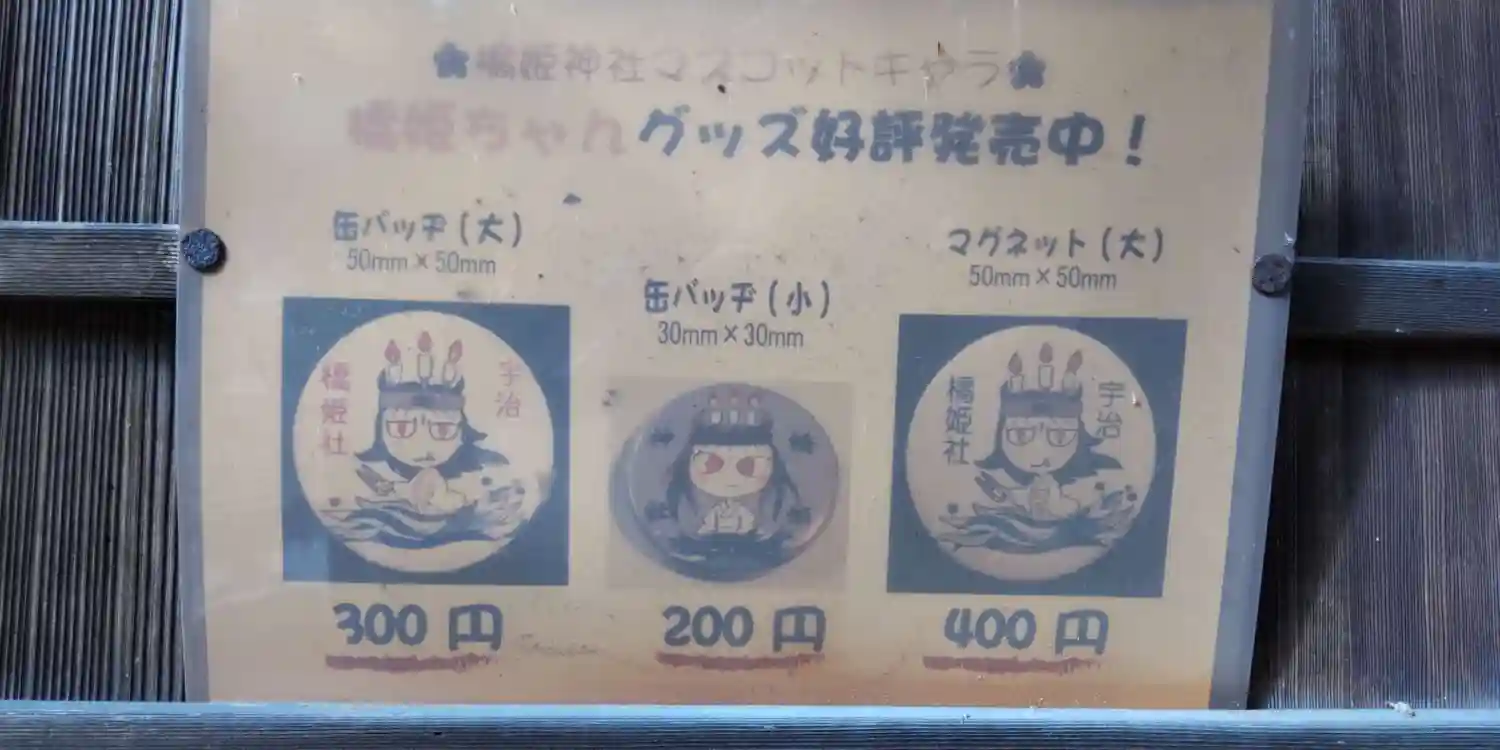 橋姫神社マスコットキャラ
橋姫ちゃんグッズ好評発売中！
缶バッヂ(大)
50mm×50mm
缶バッヂ(小)
30mm×30mm
マグネット(大)
50mm×50mm
宇治
橋姫社
宇治
橋姫社
300円
200円
400円